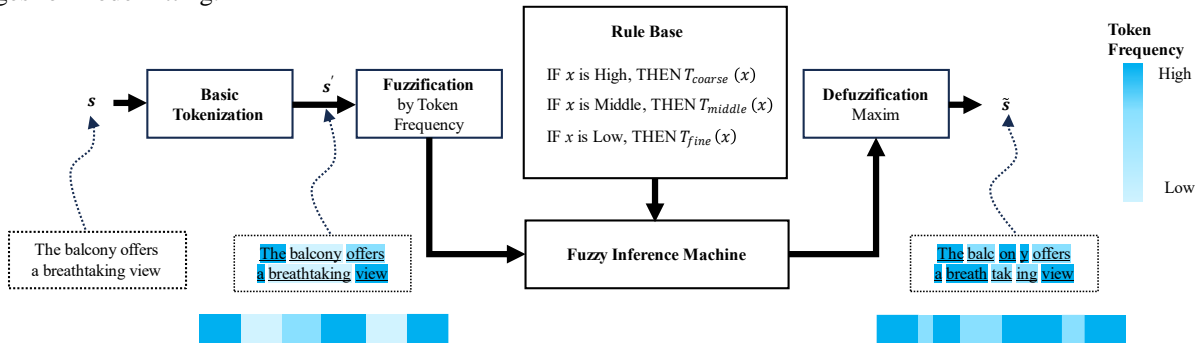 Rule Base
IF x is High, THEN T_coarse (x)
IF x is Middle, THEN T_middle (x)
IF x is Low, THEN T_fine (x)
Token
Frequency
High
Low
s
Basic
Tokenization
s'
Fuzzification
by Token
Frequency
Defuzzification
Maxim
s̃
The balcony offers
a breathtaking view
The balcony offers
a breathtaking view
Fuzzy Inference Machine
The balc on y offers
a breath tak ing view